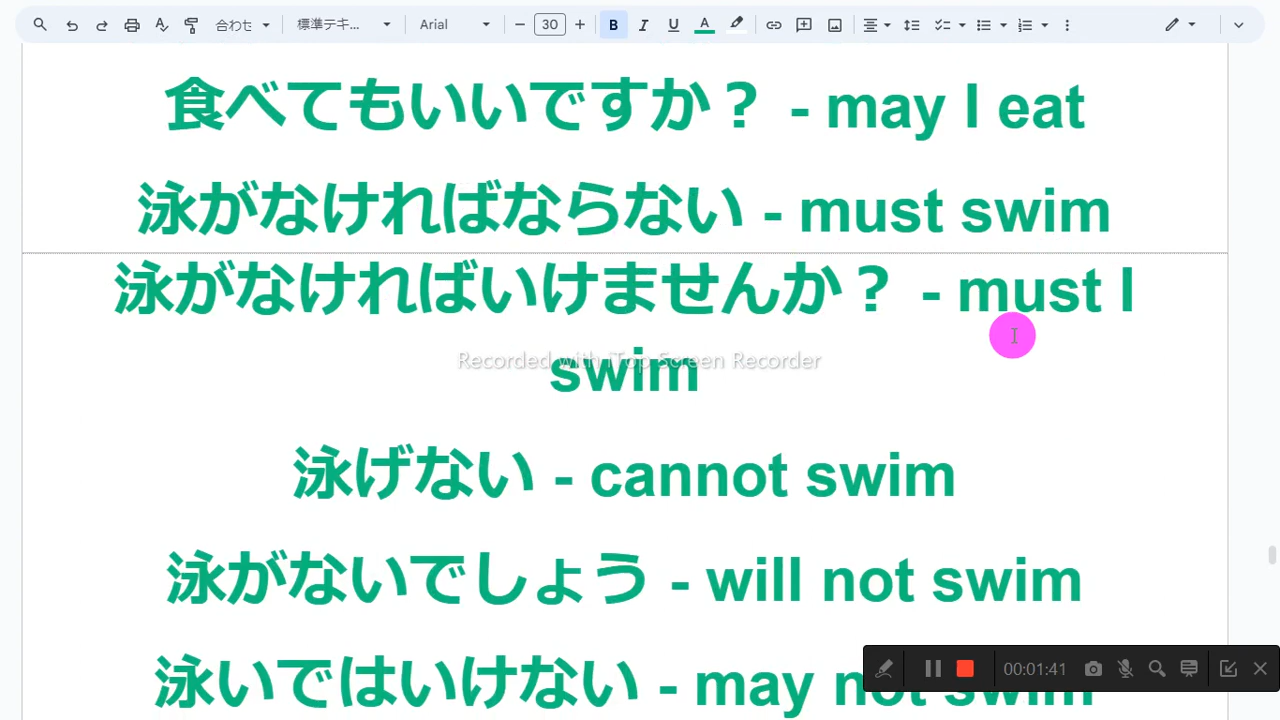 合わせ
標準テキ...
Arial
30
食べてもいいですか？ - may I eat
泳がなければならない - must swim
泳がなければいけませんか？ - must I
swim
Recorded with iTop Screen Recorder
泳げない - cannot swim
泳がないでしょう - will not swim
泳いではいけない - may not swim
00:01:41